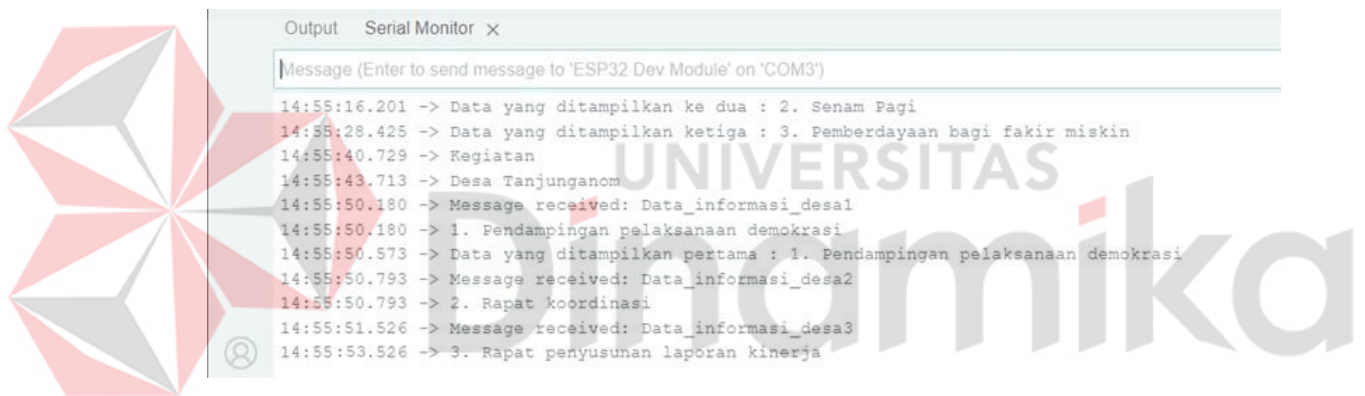 Output Serial Monitor ×
Message (Enter to send message to 'ESP32 Dev Module' on 'COM3')
14:55:16.201 -> Data yang ditampilkan ke dua : 2. Senam Pagi
14:55:28.425 -> Data yang ditampilkan ketiga : 3. Pemberdayaan bagi fakir miskin
14:55:40.729 -> Kegiatan
14:55:43.713 -> Desa Tanjunganom
14:55:50.180 -> Message received: Data_informasi_desa1
14:55:50.180 -> 1. Pendampingan pelaksanaan demokrasi
14:55:50.573 -> Data yang ditampilkan pertama : 1. Pendampingan pelaksanaan demokrasi
14:55:50.793 -> Message received: Data_informasi_desa2
14:55:50.793 -> 2. Rapat koordinasi
14:55:51.526 -> Message received: Data_informasi_desa3
14:55:53.526 -> 3. Rapat penyusunan laporan kinerja
UNIVERSITAS
Dinamika